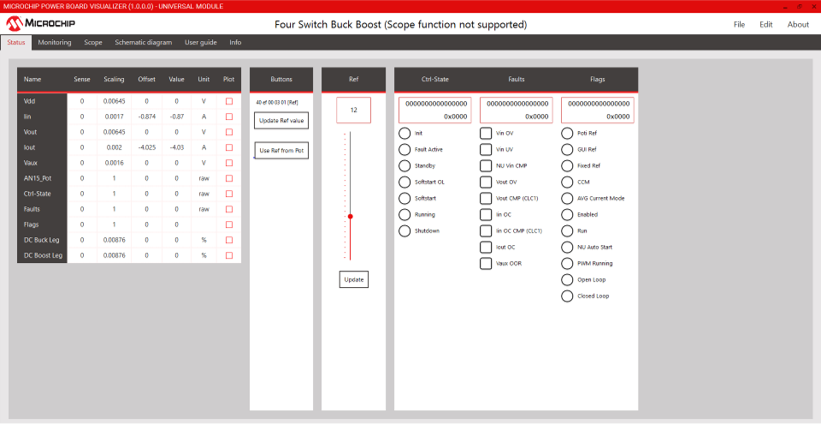 MICROCHIP POWER BOARD VISUALIZER (1.0.0.0) - UNIVERSAL MODULE
MICROCHIP
Four Switch Buck Boost (Scope function not supported)
File Edit About
Status Monitoring Scope Schematic diagram User guide Info
Name Sense Scaling Offset Value Unit Plot
Vdd 0 0.00645 0 0 V
Iin 0 0.0017 -0.874 -0.87 A
Vout 0 0.00645 0 0 V
Iout 0 0.002 -4.025 -4.03 A
Vaux 0 0.0016 0 0 V
AN15_Pot 0 1 0 0 raw
Ctrl-State 0 1 0 0 raw
Faults 0 1 0 0 raw
Flags 0 1 0 0
DC Buck Leg 0 0.00876 0 0 %
DC Boost Leg 0 0.00876 0 0 %
Buttons
40 ef 00 03 01 {Ref}
Update Ref value
Use Ref from Pot
Ref
12
Update
Ctrl-State
0000000000000000
0x0000
Init
Fault Active
Standby
Softstart OL
Softstart
Running
Shutdown
Faults
0000000000000000
0x0000
Vin OV
Vin UV
NU Vin CMP
Vout OV
Vout CMP (CLC1)
Iin OC
Iin OC CMP (CLC1)
Iout OC
Vaux OOR
Flags
0000000000000000
0x0000
Poti Ref
GUI Ref
Fixed Ref
CCM
AVG Current Mode
Enabled
Run
NU Auto Start
PWM Running
Open Loop
Closed Loop